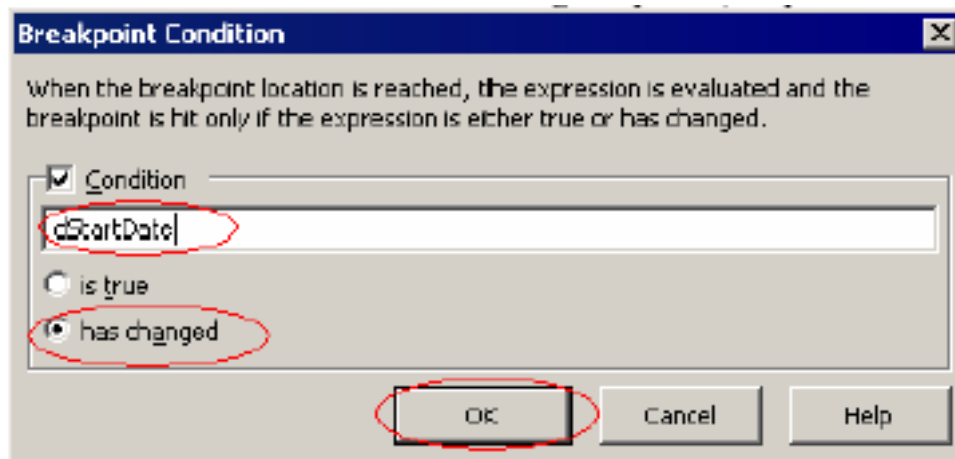 Breakpoint Condition
When the breakpoint location is reached, the expression is evaluated and the
breakpoint is hit only if the expression is either true or has changed.
Condition
dStartDate
is true
has changed
OK Cancel Help